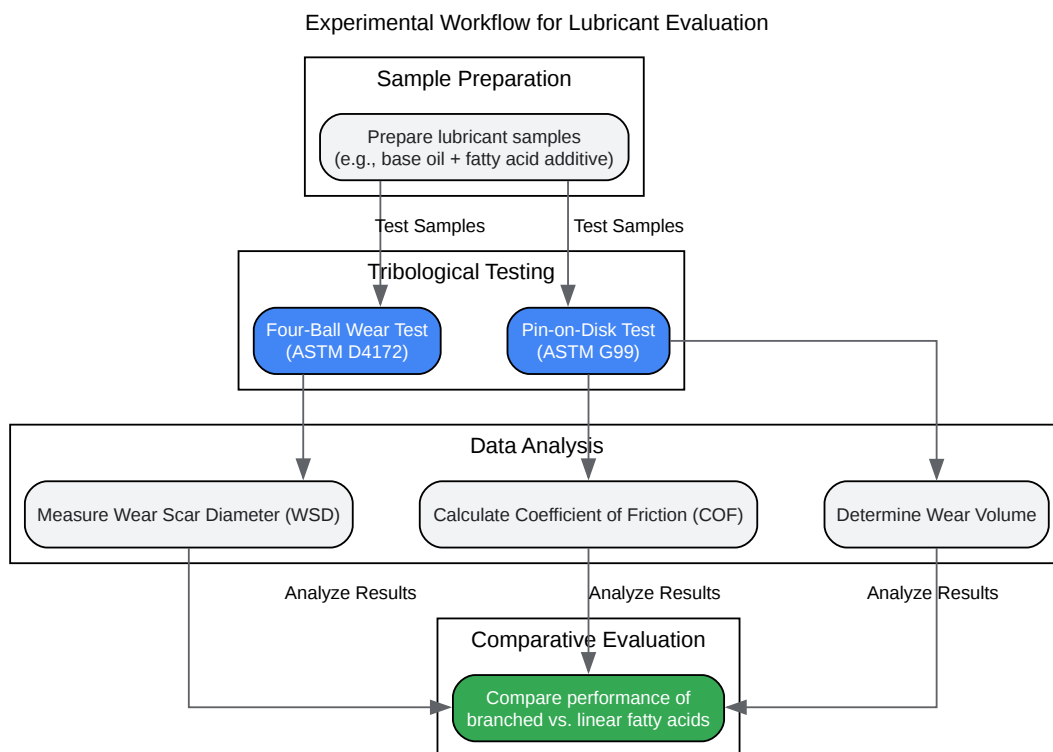 Experimental Workflow for Lubricant Evaluation
Sample Preparation
Prepare lubricant samples
(e.g., base oil + fatty acid additive)
Test Samples
Test Samples
Tribological Testing
Four-Ball Wear Test
(ASTM D4172)
Pin-on-Disk Test
(ASTM G99)
Data Analysis
Measure Wear Scar Diameter (WSD)
Calculate Coefficient of Friction (COF)
Determine Wear Volume
Analyze Results
Analyze Results
Analyze Results
Comparative Evaluation
Compare performance of
branched vs. linear fatty acids